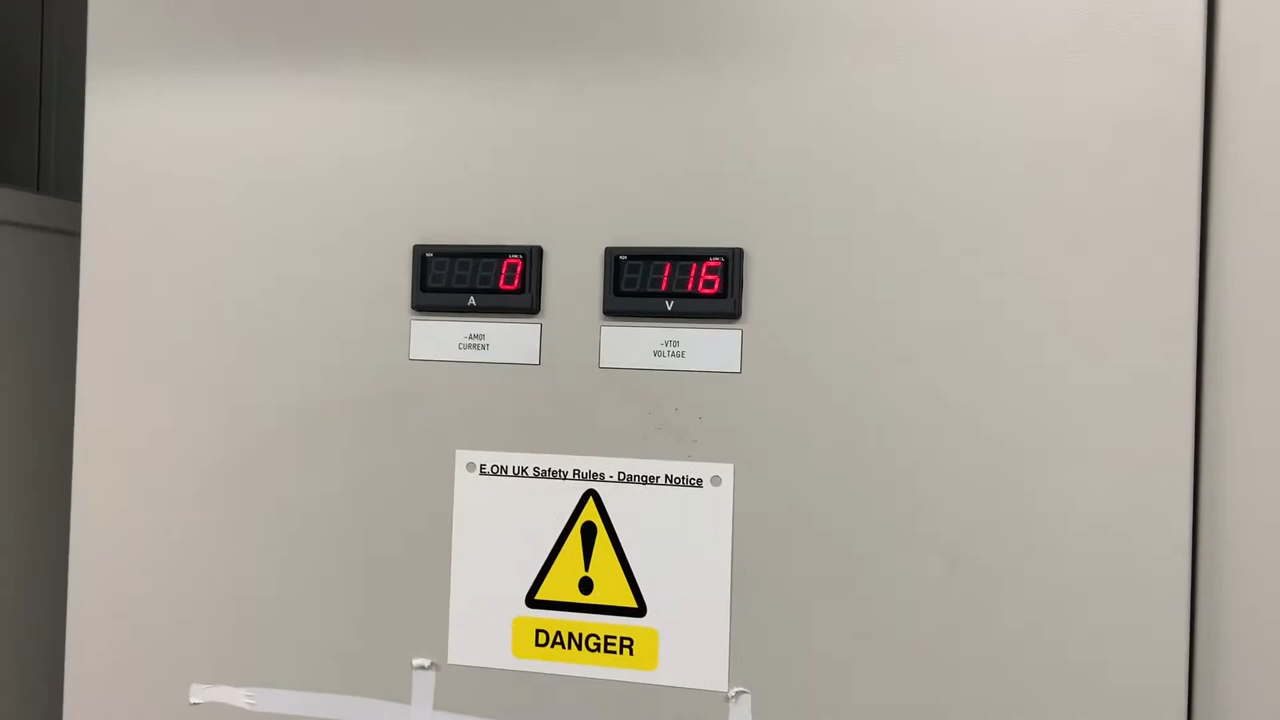 0
A
-AM01
CURRENT
116
V
-VT01
VOLTAGE
E.ON UK Safety Rules - Danger Notice
DANGER